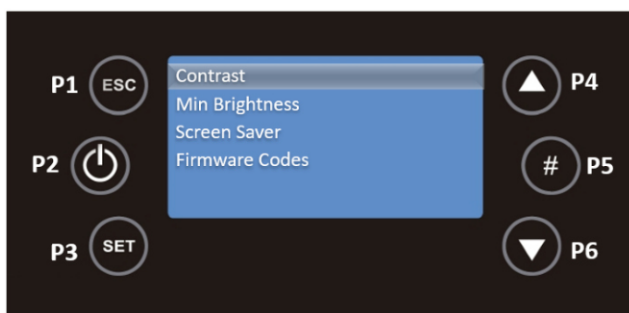 P1 ESC
Contrast
P4
Min Brightness
Screen Saver
P2
Firmware Codes
# P5
P3 SET
P6